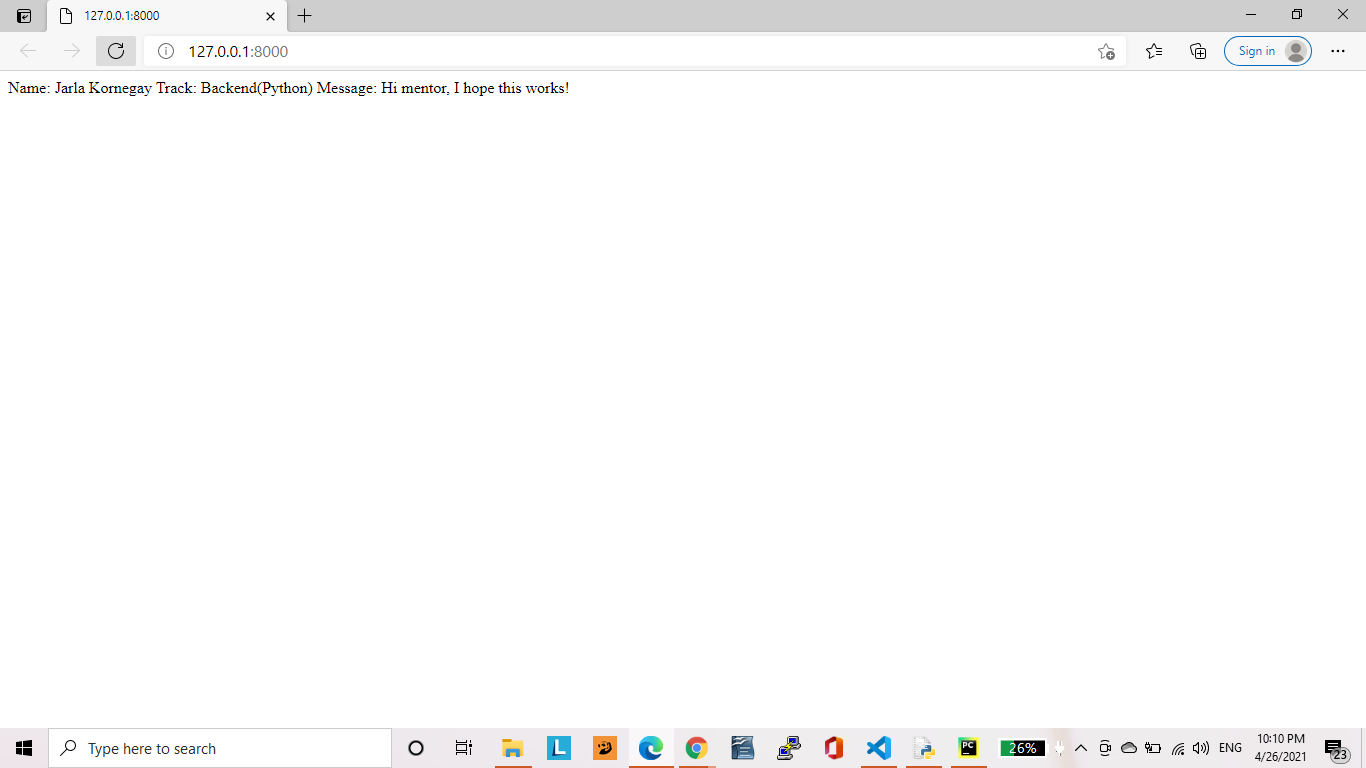 127.0.0.1:8000
127.0.0.1:8000
Sign in
Name: Jarla Kornegay Track: Backend(Python) Message: Hi mentor, I hope this works!
Type here to search
L
PC
26%
ENG
10:10 PM
4/26/2021
23